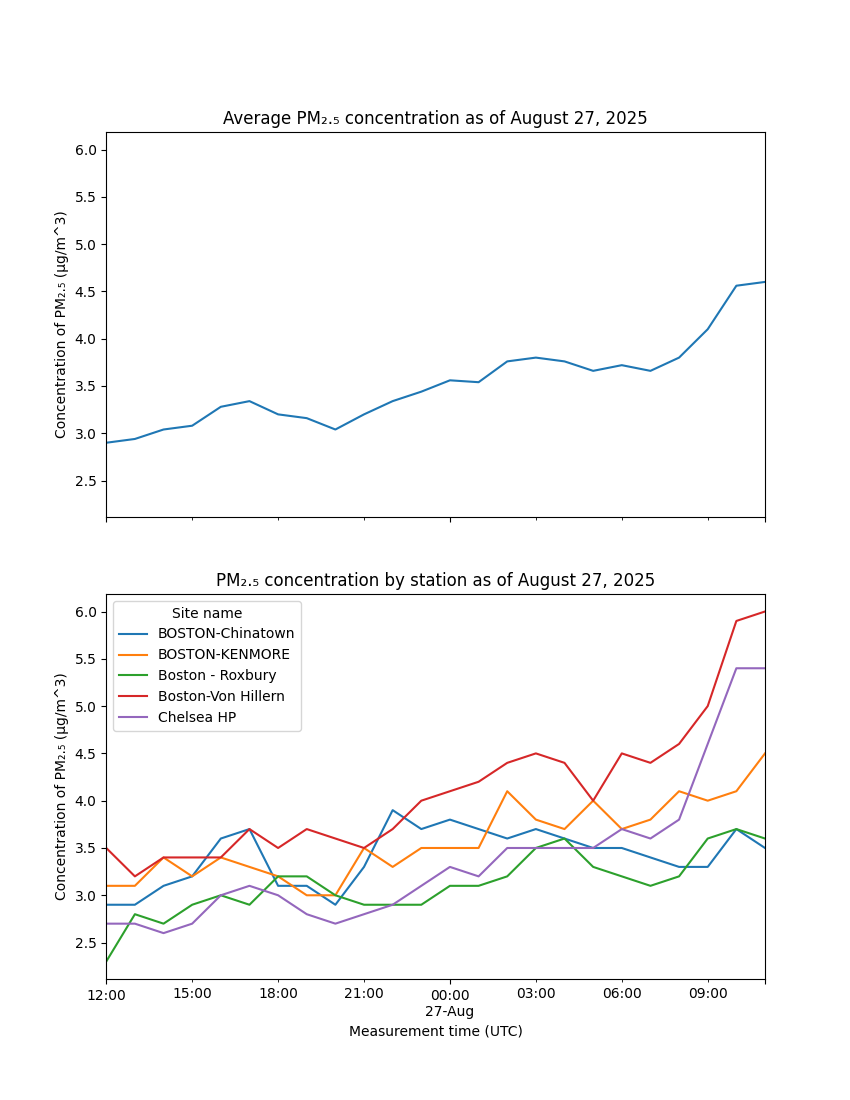 Average PM₂.₅ concentration as of August 27, 2025
Concentration of PM₂.₅ (µg/m^3)
6.0
5.5
5.0
4.5
4.0
3.5
3.0
2.5
PM₂.₅ concentration by station as of August 27, 2025
Concentration of PM₂.₅ (µg/m^3)
6.0
5.5
5.0
4.5
4.0
3.5
3.0
2.5
Site name
BOSTON-Chinatown
BOSTON-KENMORE
Boston - Roxbury
Boston-Von Hillern
Chelsea HP
12:00 15:00 18:00 21:00 00:00 03:00 06:00 09:00
27-Aug
Measurement time (UTC)